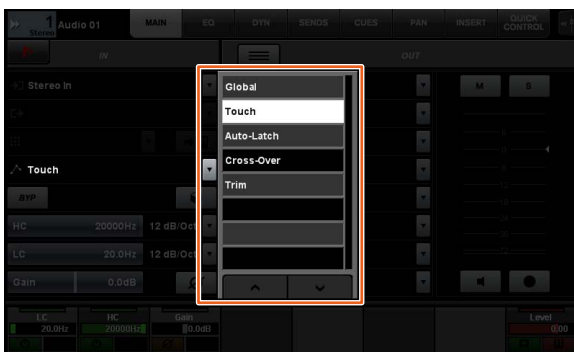 1 Audio 01 MAIN EQ DYN SENDS CUES PAN INSERT QUICK CONTROL
Stereo
IN OUT
Stereo In
M S
Global
Touch
Auto-Latch
Cross-Over
Trim
Touch
BYP
HC 20000Hz 12 dB/Oct
LC 20.0Hz 12 dB/Oct
Gain 0.0dB
LC HC Gain Level
20.0Hz 20000Hz 0.0dB 0.00
R W